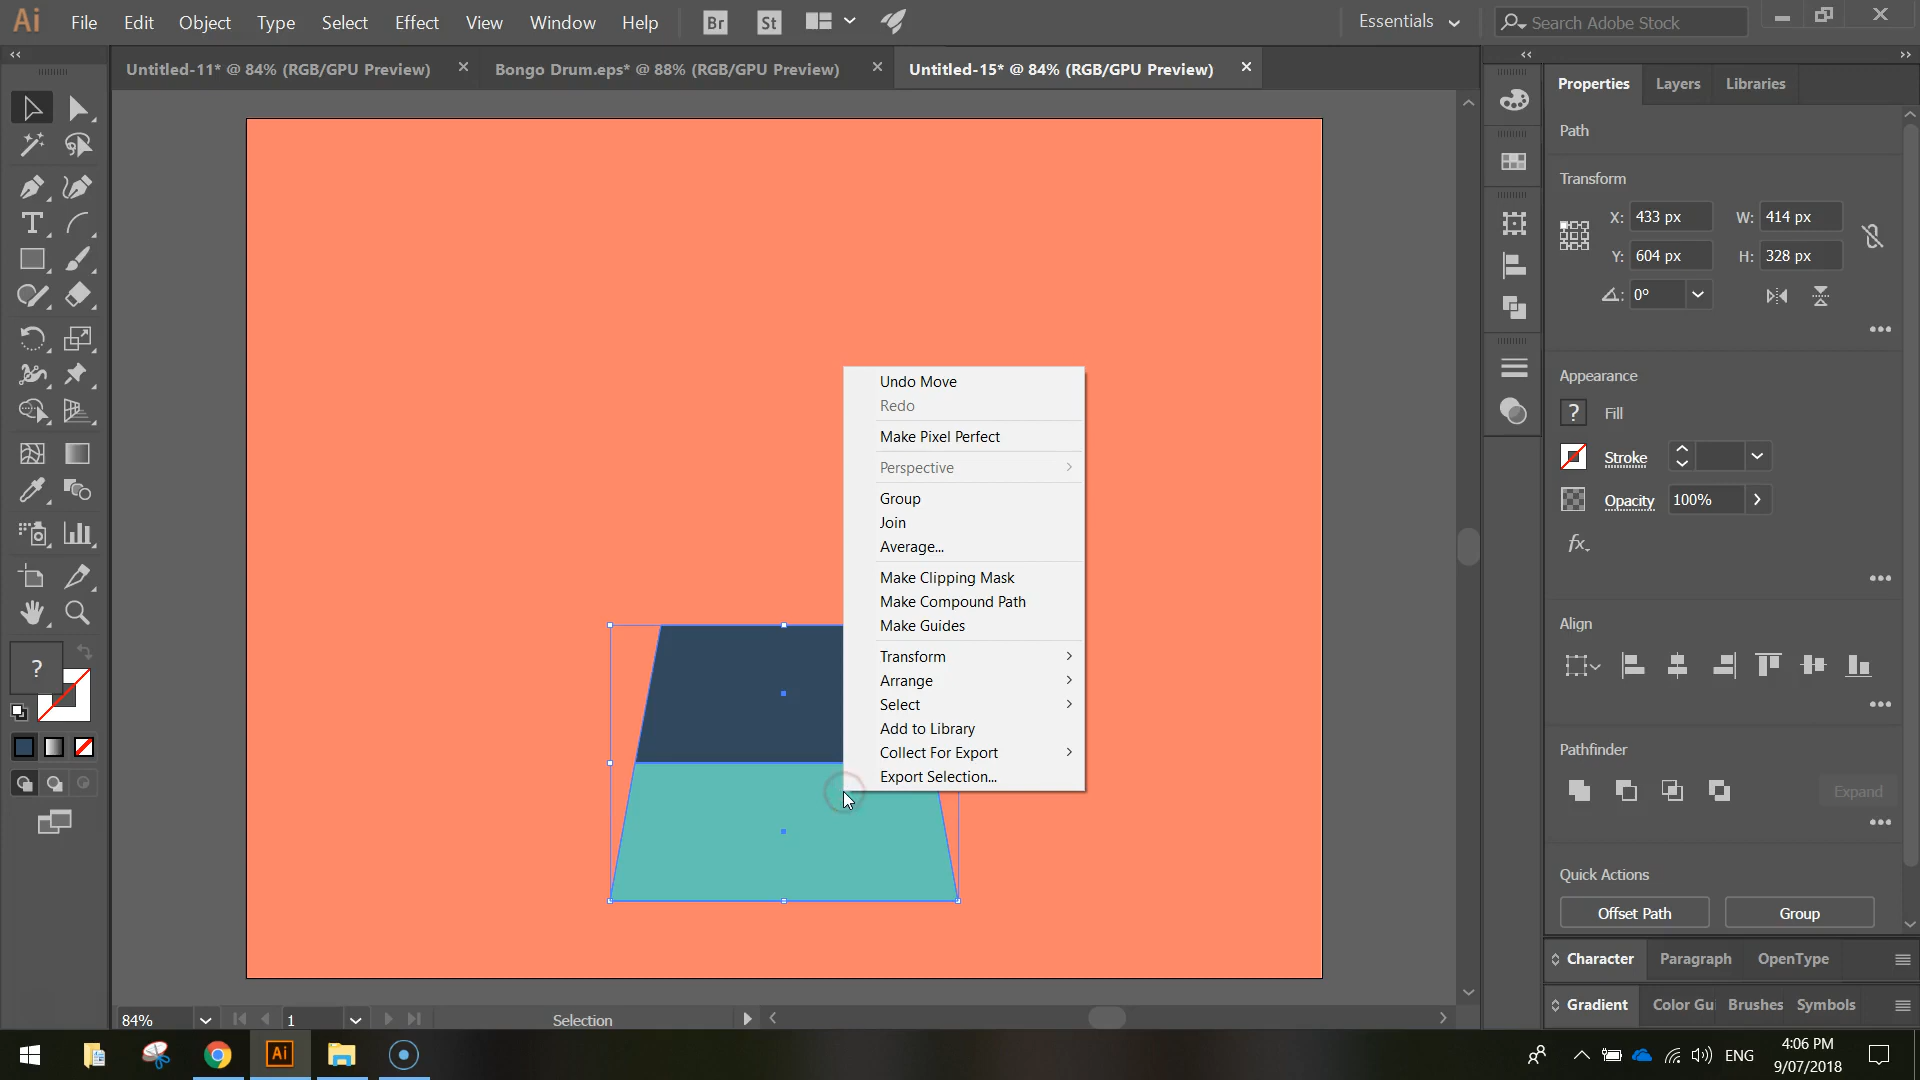 Ai File Edit Object Type Select Effect View Window Help Br St Essentials Search Adobe Stock
Untitled-11* @ 84% (RGB/GPU Preview) Bongo Drum.eps* @ 88% (RGB/GPU Preview) Untitled-15* @ 84% (RGB/GPU Preview)
Properties Layers Libraries
Path
Transform
X: 433 px W: 414 px
Y: 604 px H: 328 px
0°
Appearance
? Fill
Stroke
Opacity 100%
fx.
Align
Pathfinder
Expand
Quick Actions
Offset Path Group
Character Paragraph OpenType
Gradient Color Gui Brushes Symbols
T
?
Undo Move
Redo
Make Pixel Perfect
Perspective
Group
Join
Average...
Make Clipping Mask
Make Compound Path
Make Guides
Transform
Arrange
Select
Add to Library
Collect For Export
Export Selection...
84% 1 Selection
Ai ENG 4:06 PM
9/07/2018